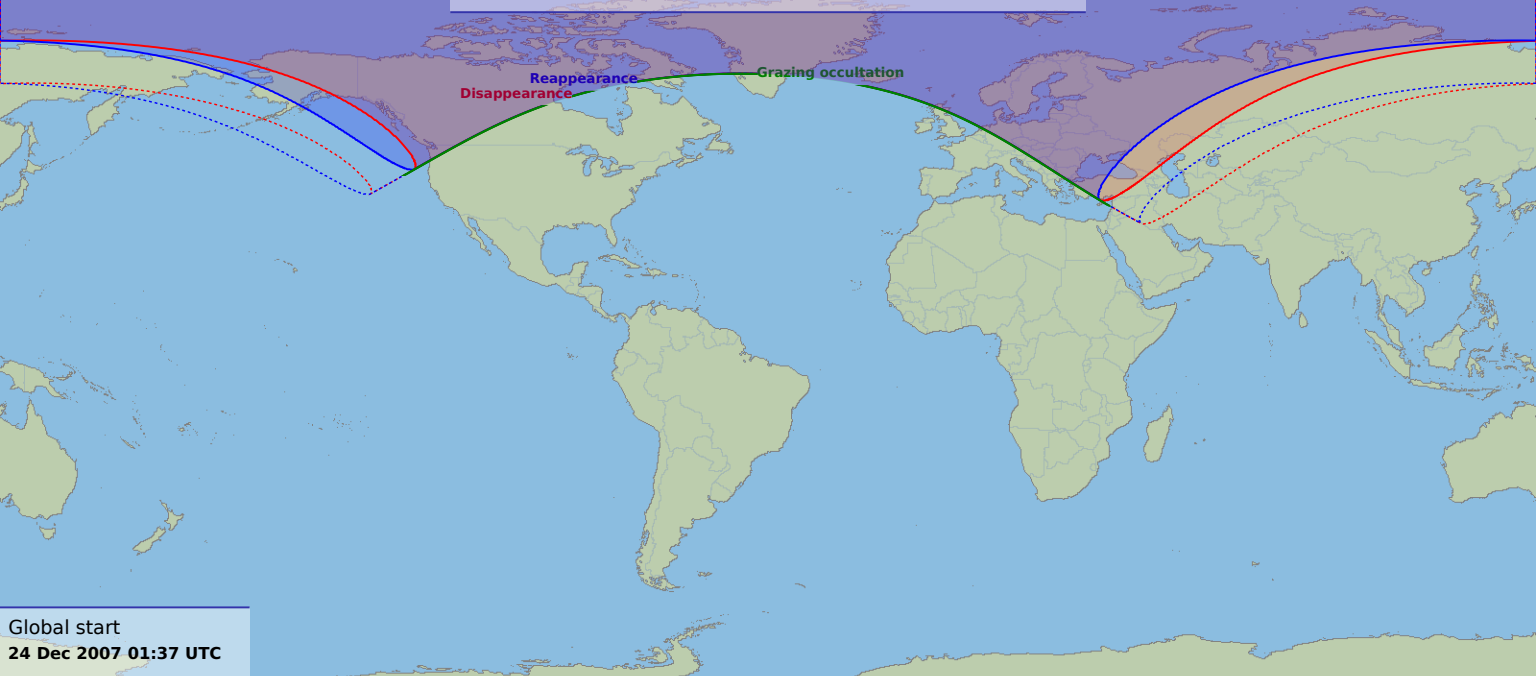 Reappearance
Grazing occultation
Disappearance
Global start
24 Dec 2007 01:37 UTC